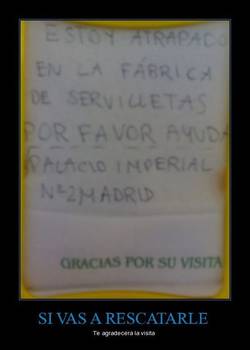 ESTOY ATRAPADO
EN LA FÁBRICA
DE SERVILLETAS
POR FAVOR AYUDA
PALACIO IMPERIAL
Nº2 MADRID
GRACIAS POR SU VISITA
SI VAS A RESCATARLE
Te agradecerá la visita